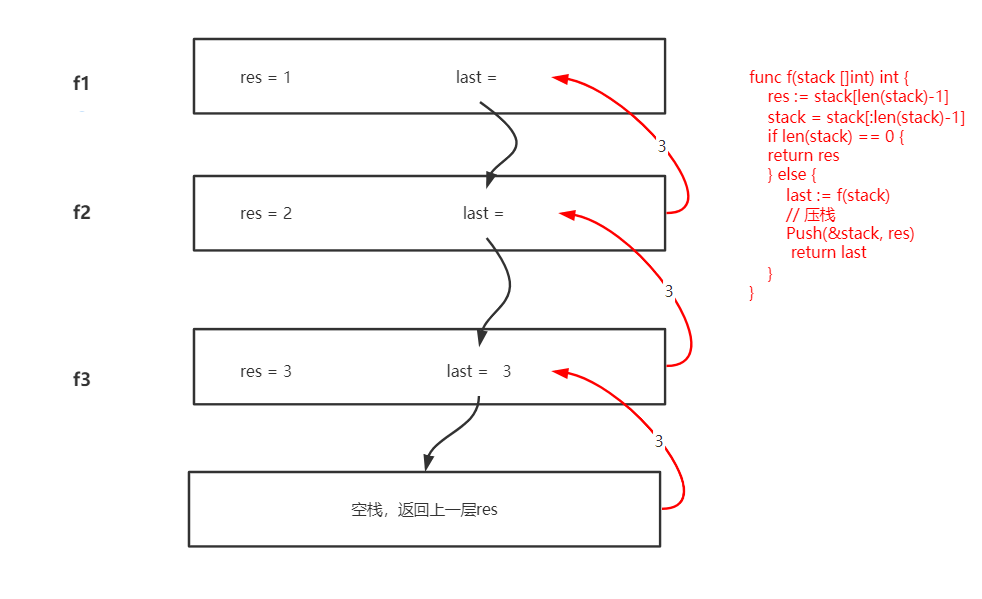 f1
res = 1
last =
3
f2
res = 2
last =
3
f3
res = 3
last = 3
3
空栈，返回上一层res
func f(stack []int) int {
res := stack[len(stack)-1]
stack = stack[:len(stack)-1]
if len(stack) == 0 {
return res
} else {
last := f(stack)
// 压栈
Push(&stack, res)
return last
}
}